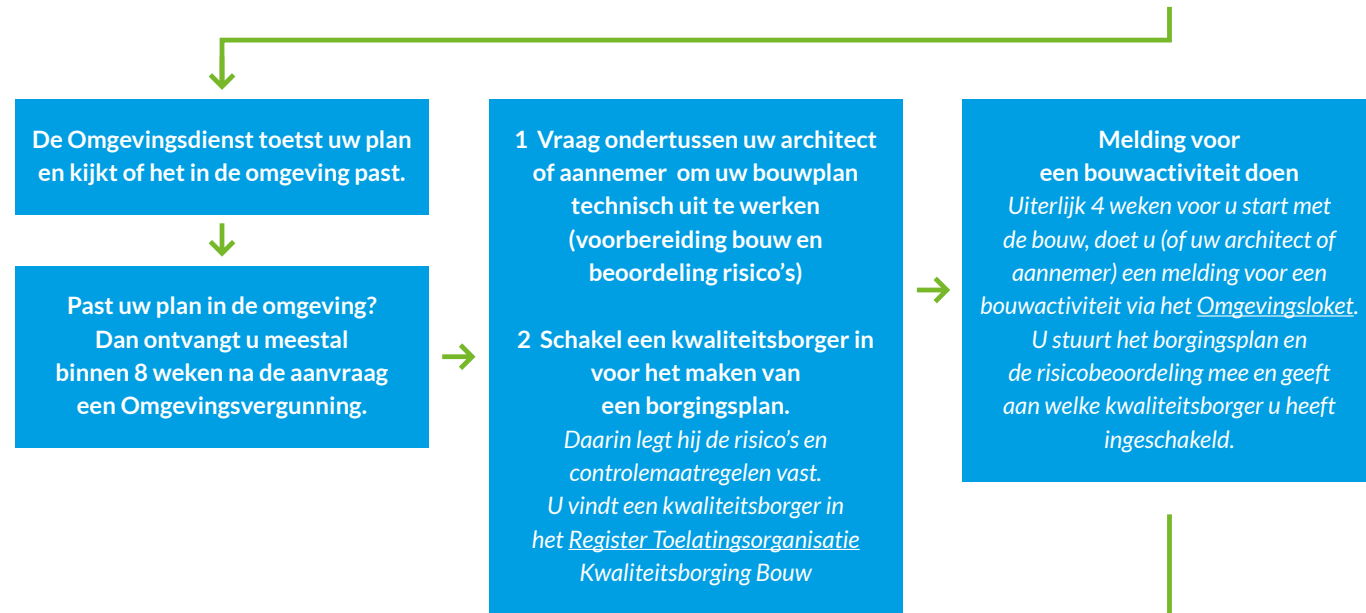 De Omgevingsdienst toetst uw plan
en kijkt of het in de omgeving past.
Past uw plan in de omgeving?
Dan ontvangt u meestal
binnen 8 weken na de aanvraag
een Omgevingsvergunning.
1 Vraag ondertussen uw architect
of aannemer om uw bouwplan
technisch uit te werken
(voorbereiding bouw en
beoordeling risico's)
2 Schakel een kwaliteitsborger in
voor het maken van
een borgingsplan.
Daarin legt hij de risico's en
controlemaatregelen vast.
U vindt een kwaliteitsborger in
het Register Toelatingsorganisatie
Kwaliteitsborging Bouw
Melding voor
een bouwactiviteit doen
Uiterlijk 4 weken voor u start met
de bouw, doet u (of uw architect of
aannemer) een melding voor een
bouwactiviteit via het Omgevingsloket.
U stuurt het borgingsplan en
de risicobeoordeling mee en geeft
aan welke kwaliteitsborger u heeft
ingeschakeld.